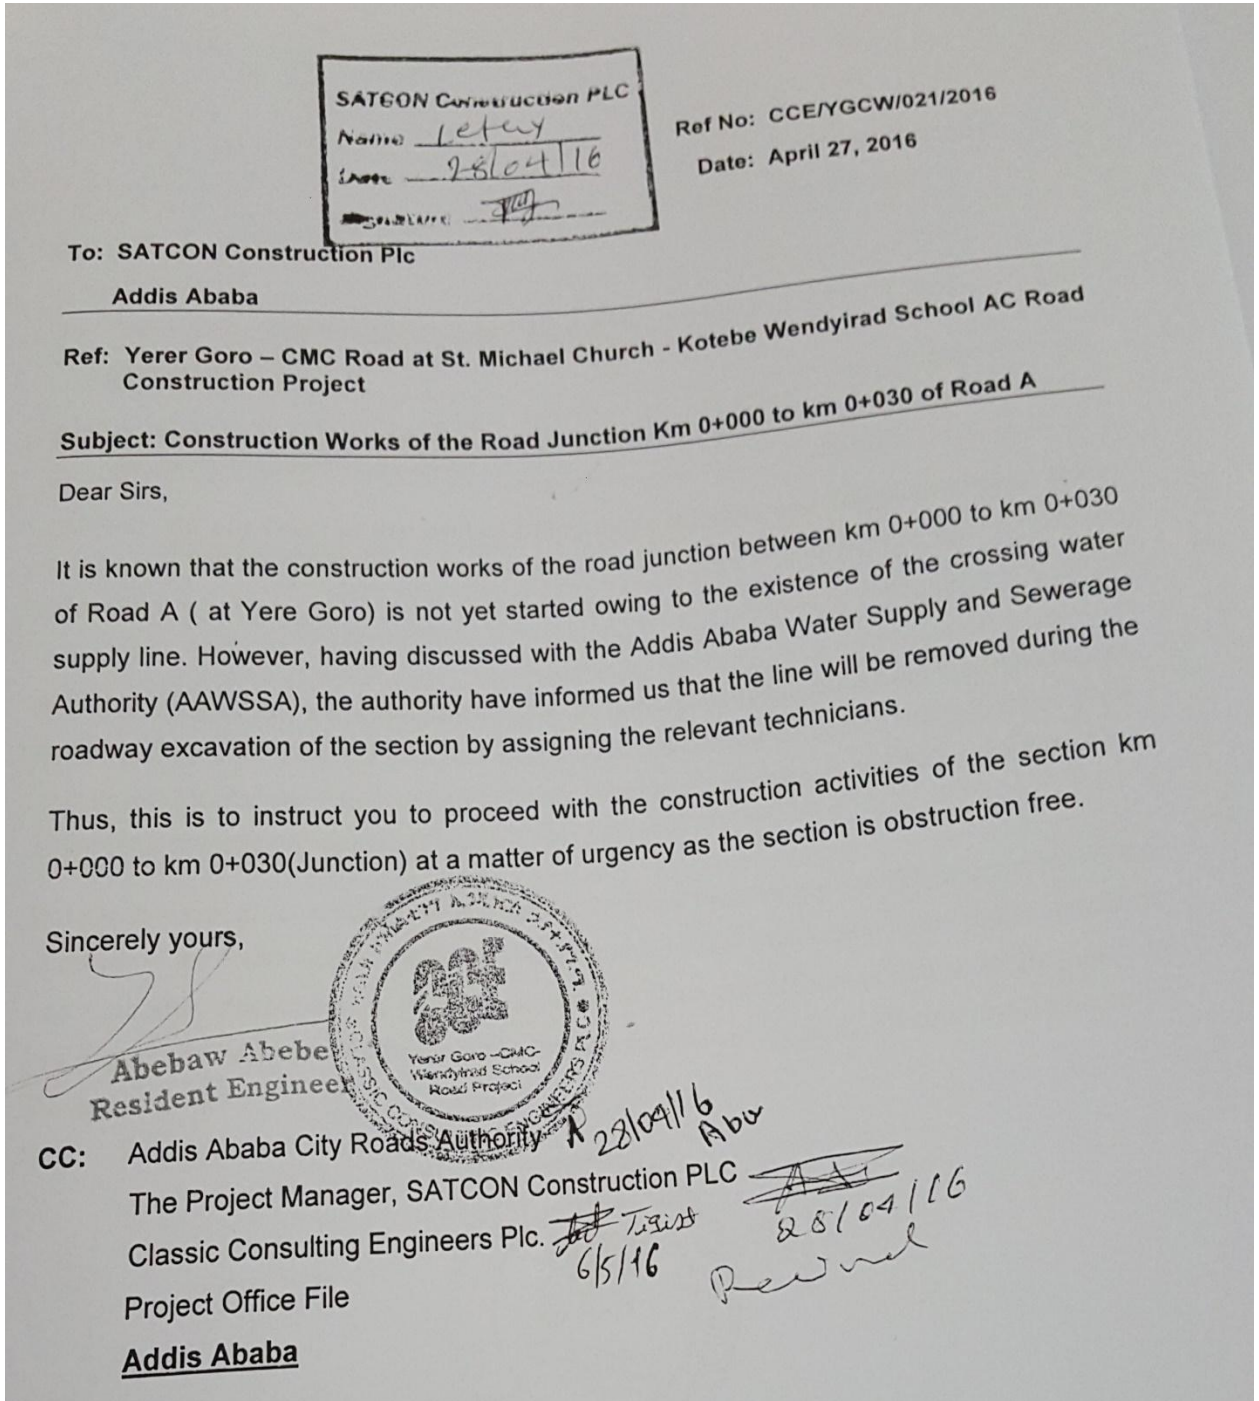 SATCON Construction PLC
Name Letay
Date 28/04/16
Signature
Ref No: CCE/YGCW/021/2016
Date: April 27, 2016
To: SATCON Construction Plc
Addis Ababa
Ref: Yerer Goro – CMC Road at St. Michael Church - Kotebe Wendyirad School AC Road
Construction Project
Subject: Construction Works of the Road Junction Km 0+000 to km 0+030 of Road A
Dear Sirs,
It is known that the construction works of the road junction between km 0+000 to km 0+030
of Road A ( at Yere Goro) is not yet started owing to the existence of the crossing water
supply line. However, having discussed with the Addis Ababa Water Supply and Sewerage
Authority (AAWSSA), the authority have informed us that the line will be removed during the
roadway excavation of the section by assigning the relevant technicians.
Thus, this is to instruct you to proceed with the construction activities of the section km
0+000 to km 0+030(Junction) at a matter of urgency as the section is obstruction free.
Sincerely yours,
Abebaw Abebe
Resident Engineer
CCE
Yerer Goro –CMC-
Wendyirad School
Road Project
CC: Addis Ababa City Roads Authority 28/04/16
The Project Manager, SATCON Construction PLC
28/04/16
Classic Consulting Engineers Plc. Tigist
6/5/16
Project Office File
Addis Ababa